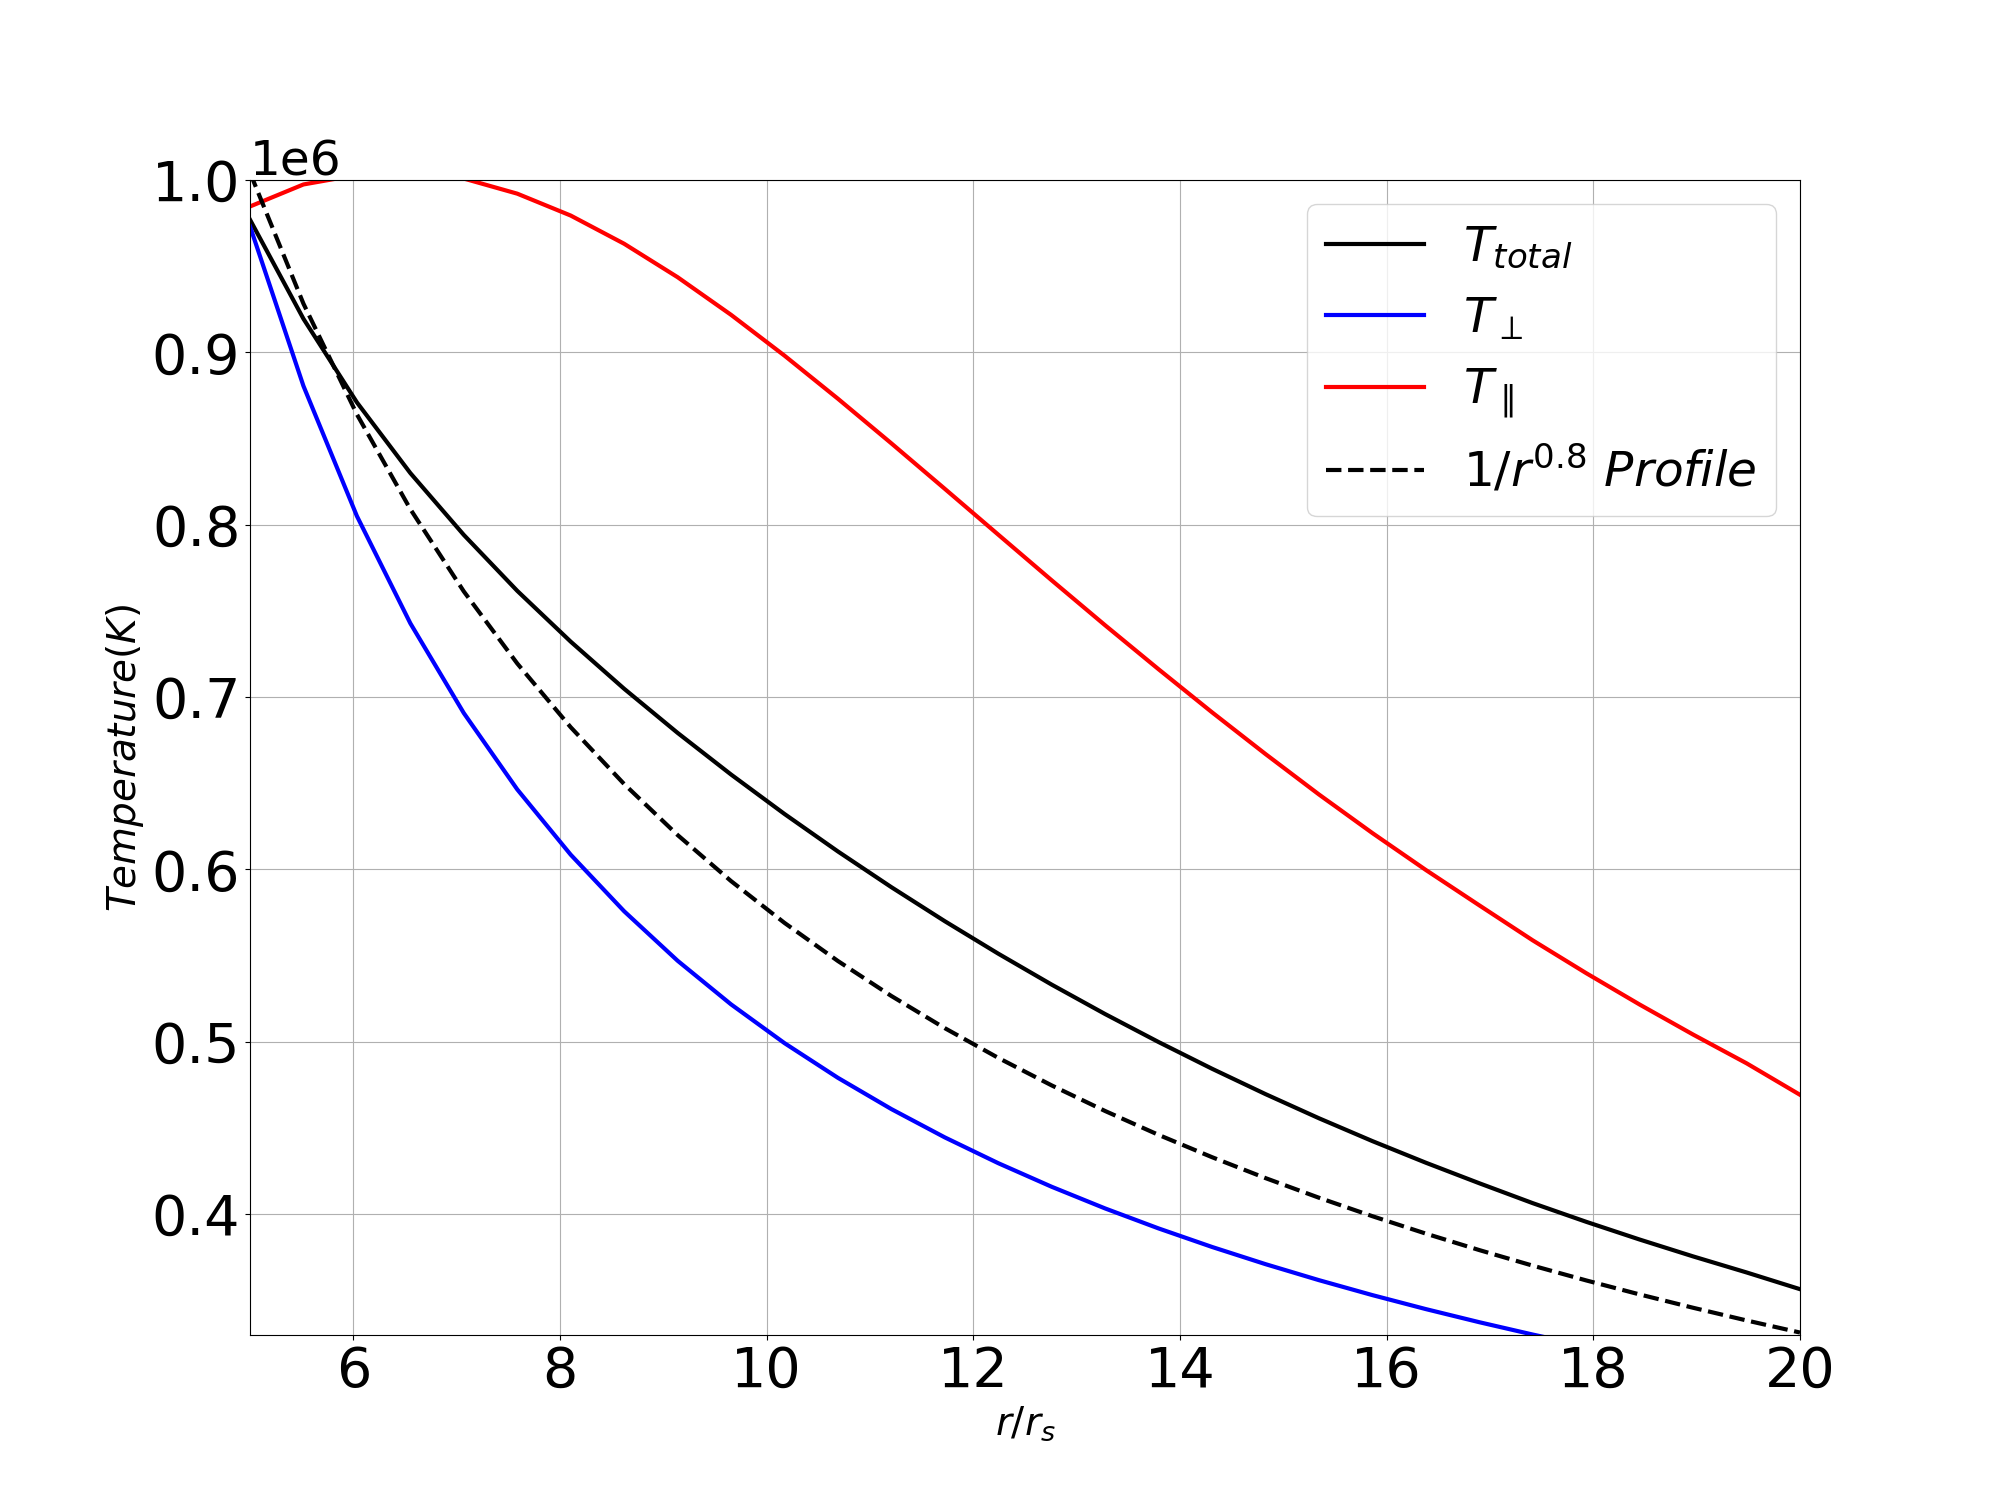 1e6
1.0
0.9
0.8
0.7
0.6
0.5
0.4
Temperature(K)
6 8 10 12 14 16 18 20
r/r_s
T_total
T_⊥
T_∥
1/r^0.8 Profile